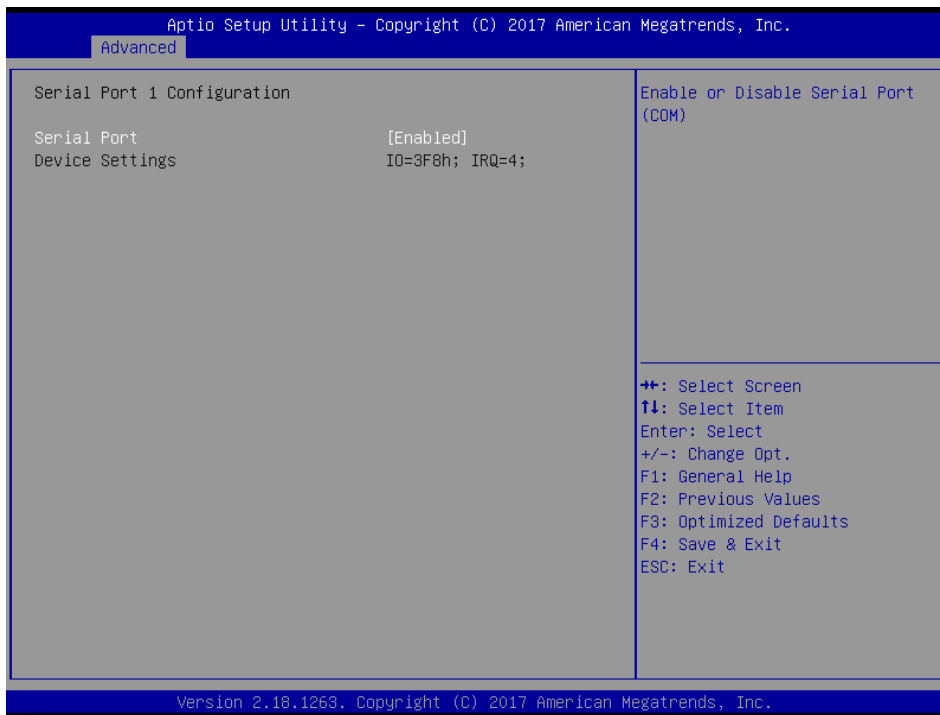 Aptio Setup Utility – Copyright (C) 2017 American Megatrends, Inc.
Advanced
Serial Port 1 Configuration
Serial Port [Enabled]
Device Settings IO=3F8h; IRQ=4;
Enable or Disable Serial Port
(COM)
→←: Select Screen
↑↓: Select Item
Enter: Select
+/-: Change Opt.
F1: General Help
F2: Previous Values
F3: Optimized Defaults
F4: Save & Exit
ESC: Exit
Version 2.18.1263. Copyright (C) 2017 American Megatrends, Inc.